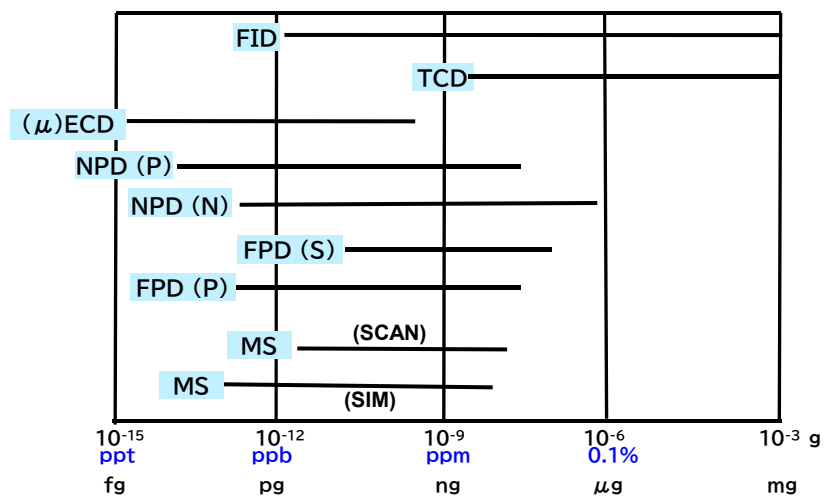 FID
TCD
(μ)ECD
NPD (P)
NPD (N)
FPD (S)
FPD (P)
(SCAN)
MS
MS
(SIM)
10⁻¹⁵ 10⁻¹² 10⁻⁹ 10⁻⁶ 10⁻³ g
ppt ppb ppm 0.1%
fg pg ng μg mg